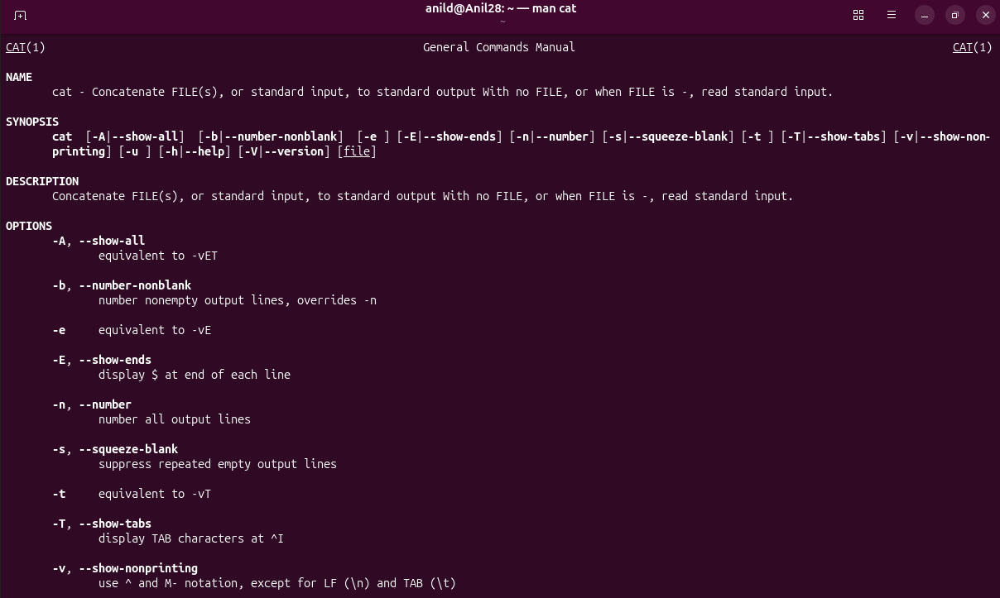 anild@Anil28: ~ — man cat
~
CAT(1) General Commands Manual CAT(1)
NAME
cat - Concatenate FILE(s), or standard input, to standard output With no FILE, or when FILE is -, read standard input.
SYNOPSIS
cat [-A|--show-all] [-b|--number-nonblank] [-e ] [-E|--show-ends] [-n|--number] [-s|--squeeze-blank] [-t ] [-T|--show-tabs] [-v|--show-non-
printing] [-u ] [-h|--help] [-V|--version] [file]
DESCRIPTION
Concatenate FILE(s), or standard input, to standard output With no FILE, or when FILE is -, read standard input.
OPTIONS
-A, --show-all
equivalent to -vET
-b, --number-nonblank
number nonempty output lines, overrides -n
-e equivalent to -vE
-E, --show-ends
display $ at end of each line
-n, --number
number all output lines
-s, --squeeze-blank
suppress repeated empty output lines
-t equivalent to -vT
-T, --show-tabs
display TAB characters at ^I
-v, --show-nonprinting
use ^ and M- notation, except for LF (\n) and TAB (\t)